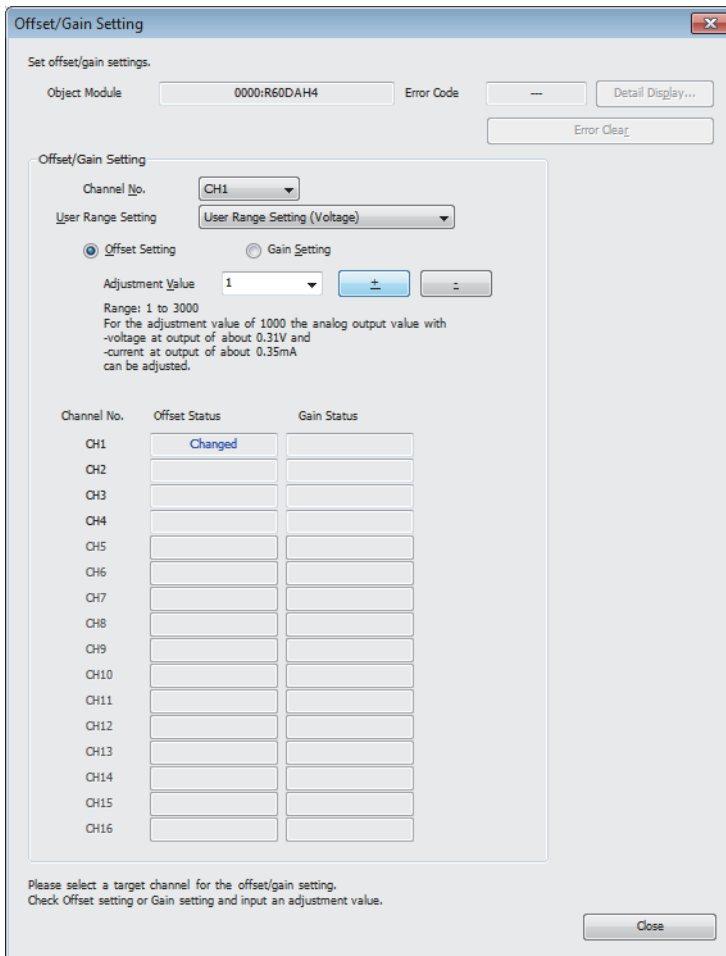 Offset/Gain Setting
Set offset/gain settings.
Object Module 0000:R60DAH4 Error Code --- Detail Display...
Error Clear
Offset/Gain Setting
Channel No. CH1
User Range Setting User Range Setting (Voltage)
Offset Setting Gain Setting
Adjustment Value 1 + -
Range: 1 to 3000
For the adjustment value of 1000 the analog output value with
-voltage at output of about 0.31V and
-current at output of about 0.35mA
can be adjusted.
Channel No. Offset Status Gain Status
CH1 Changed
CH2
CH3
CH4
CH5
CH6
CH7
CH8
CH9
CH10
CH11
CH12
CH13
CH14
CH15
CH16
Please select a target channel for the offset/gain setting.
Check Offset setting or Gain setting and input an adjustment value.
Close